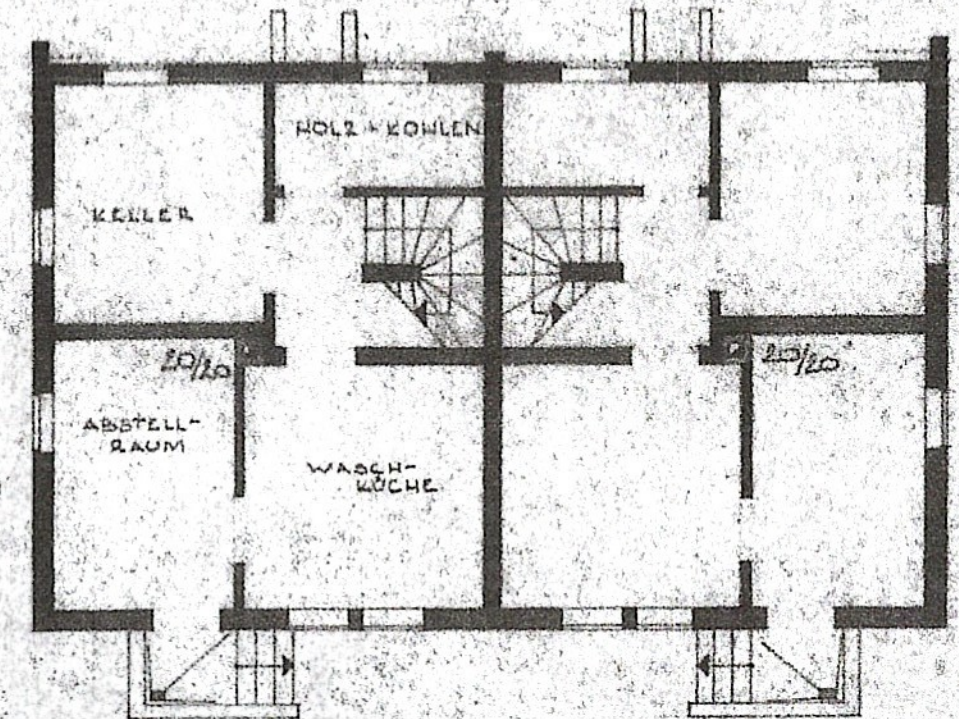 HOLZ + KOHLEN
KELLER
20/20
20/20
ABSTELL-
RAUM
WASCH-
KÜCHE